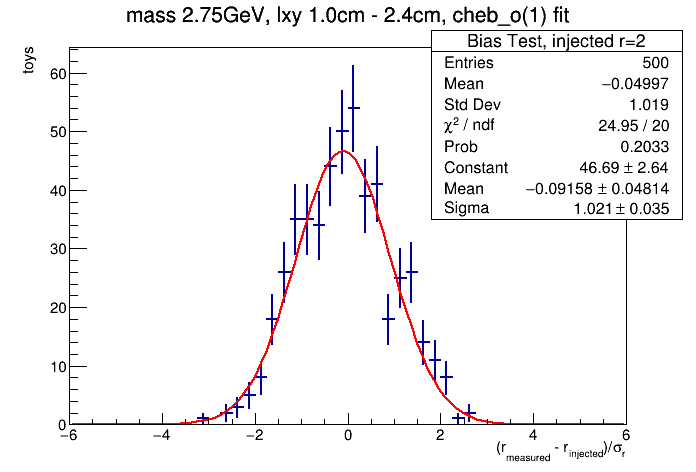 mass 2.75GeV, lxy 1.0cm - 2.4cm, cheb_o(1) fit
toys
Bias Test, injected r=2
Entries 500
Mean −0.04997
Std Dev 1.019
χ² / ndf 24.95 / 20
Prob 0.2033
Constant 46.69 ± 2.64
Mean −0.09158 ± 0.04814
Sigma 1.021 ± 0.035
60
50
40
30
20
10
0
−6 −4 −2 0 2 4 6
(r_measured - r_injected)/σ_r